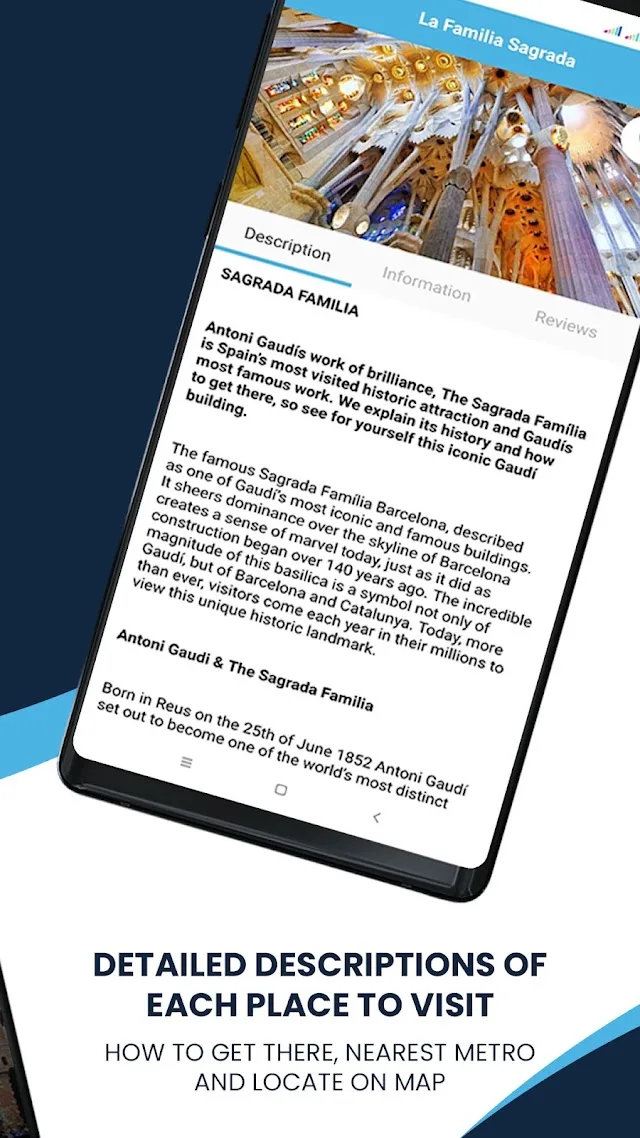 La Familia Sagrada
Description
Information
Reviews
SAGRADA FAMILIA
Antoni Gaudís work of brilliance, The Sagrada Família
is Spain's most visited historic attraction and Gaudís
most famous work. We explain its history and how
to get there, so see for yourself this iconic Gaudí
building.
The famous Sagrada Família Barcelona, described
as one of Gaudí's most iconic and famous buildings.
It sheers dominance over the skyline of Barcelona
creates a sense of marvel today, just as it did as
construction began over 140 years ago. The incredible
magnitude of this basilica is a symbol not only of
Gaudí, but of Barcelona and Catalunya. Today, more
than ever, visitors come each year in their millions to
view this unique historic landmark.
Antoni Gaudi & The Sagrada Familia
Born in Reus on the 25th of June 1852 Antoni Gaudí
set out to become one of the world's most distinct
DETAILED DESCRIPTIONS OF
EACH PLACE TO VISIT
HOW TO GET THERE, NEAREST METRO
AND LOCATE ON MAP